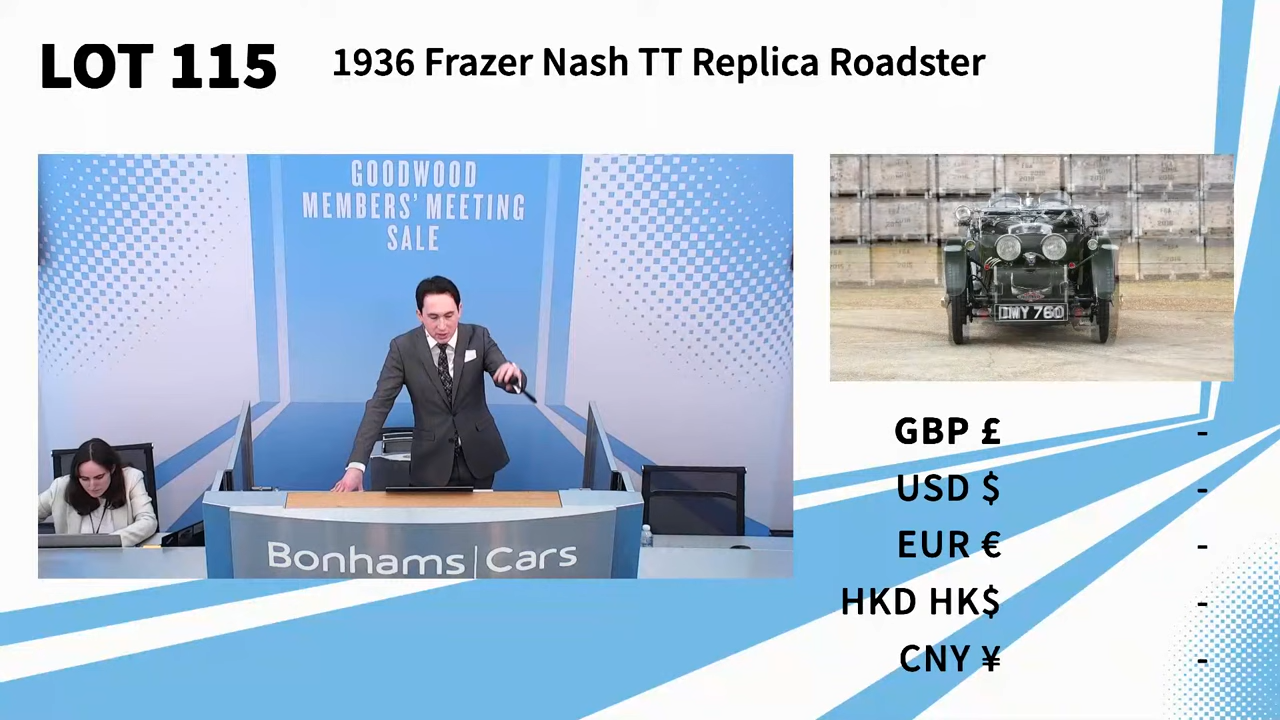 LOT 115
1936 Frazer Nash TT Replica Roadster
GOODWOOD
MEMBERS' MEETING
SALE
Bonhams|Cars
DMY 760
GBP £ -
USD $ -
EUR € -
HKD HK$ -
CNY ¥ -